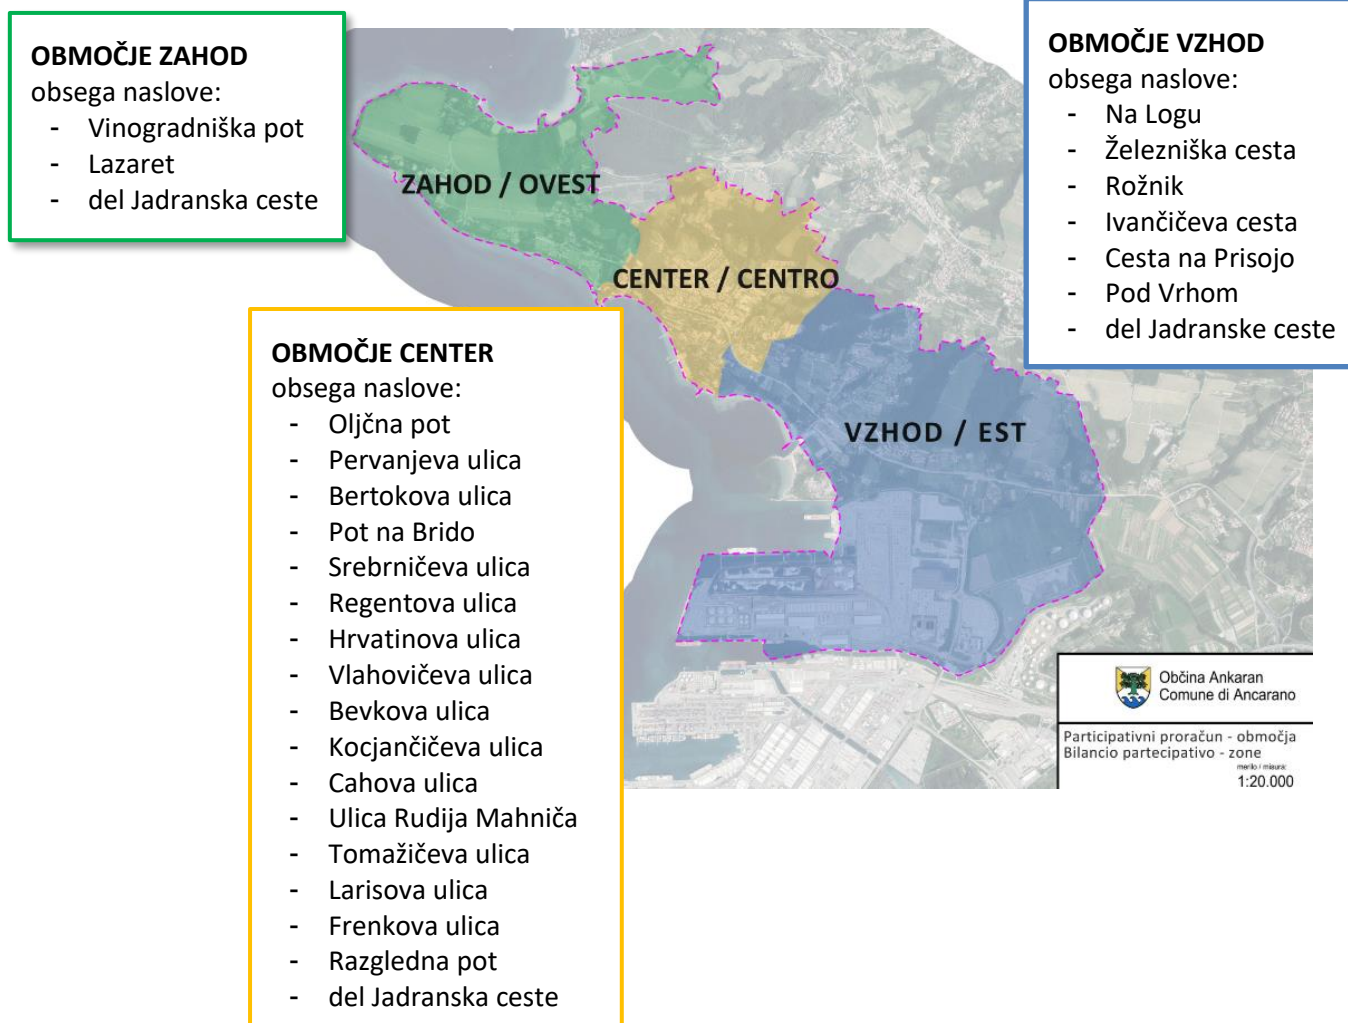 OBMOČJE ZAHOD
obsega naslove:
- Vinogradniška pot
- Lazaret
- del Jadranska ceste
OBMOČJE VZHOD
obsega naslove:
- Na Logu
- Železniška cesta
- Rožnik
- Ivančičeva cesta
- Cesta na Prisojo
- Pod Vrhom
- del Jadranske ceste
ZAHOD / OVEST
CENTER / CENTRO
VZHOD / EST
OBMOČJE CENTER
obsega naslove:
- Oljčna pot
- Pervanjeva ulica
- Bertokova ulica
- Pot na Brido
- Srebrničeva ulica
- Regentova ulica
- Hrvatinova ulica
- Vlahovičeva ulica
- Bevkova ulica
- Kocjančičeva ulica
- Cahova ulica
- Ulica Rudija Mahniča
- Tomažičeva ulica
- Larisova ulica
- Frenkova ulica
- Razgledna pot
- del Jadranska ceste
Občina Ankaran
Comune di Ancarano
Participativni proračun - območja
Bilancio partecipativo - zone
merilo / misura:
1:20.000